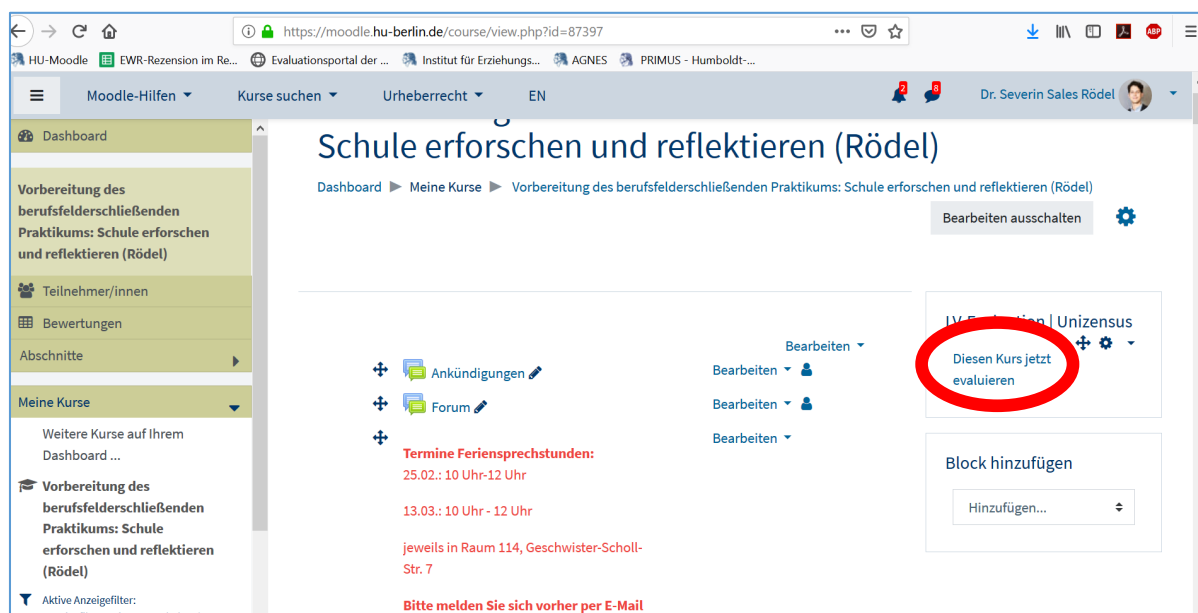 https://moodle.hu-berlin.de/course/view.php?id=87397
HU-Moodle EWR-Rezension im Re... Evaluationsportal der ... Institut für Erziehungs... AGNES PRIMUS - Humboldt-...
Moodle-Hilfen Kurse suchen Urheberrecht EN 2 8 Dr. Severin Sales Rödel
Dashboard
Vorbereitung des
berufsfelderschließenden
Praktikums: Schule erforschen
und reflektieren (Rödel)
Teilnehmer/innen
Bewertungen
Abschnitte
Meine Kurse
Weitere Kurse auf Ihrem
Dashboard ...
Vorbereitung des
berufsfelderschließenden
Praktikums: Schule
erforschen und reflektieren
(Rödel)
Aktive Anzeigefilter:
Schule erforschen und reflektieren (Rödel)
Dashboard Meine Kurse Vorbereitung des berufsfelderschließenden Praktikums: Schule erforschen und reflektieren (Rödel)
Bearbeiten ausschalten
Bearbeiten
Ankündigungen Bearbeiten
Forum Bearbeiten
Bearbeiten
Termine Feriensprechstunden:
25.02.: 10 Uhr-12 Uhr
13.03.: 10 Uhr - 12 Uhr
jeweils in Raum 114, Geschwister-Scholl-
Str. 7
Bitte melden Sie sich vorher per E-Mail
Unizensus
Diesen Kurs jetzt
evaluieren
Block hinzufügen
Hinzufügen...
ABP